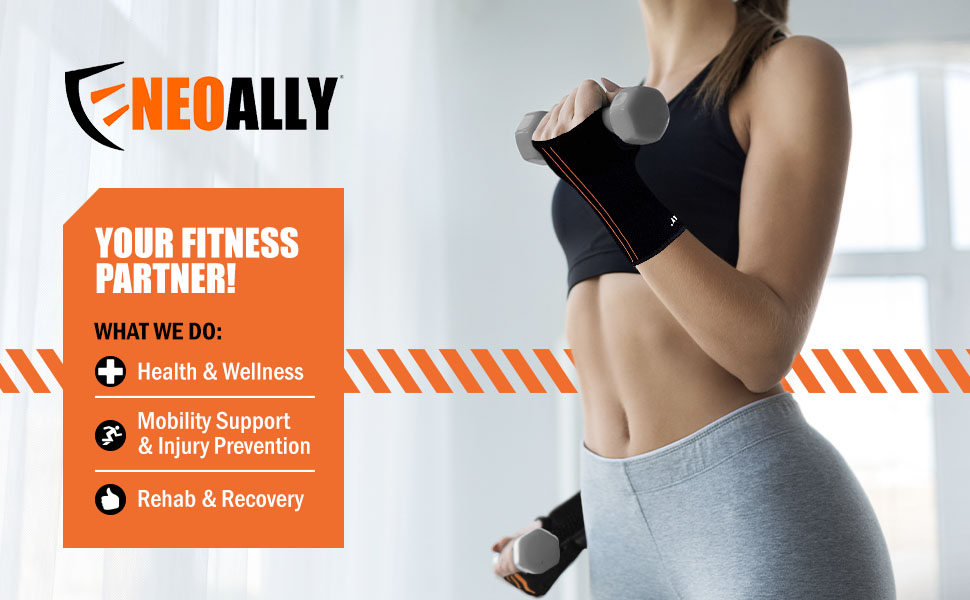 NEOALLY®
YOUR FITNESS
PARTNER!
WHAT WE DO:
Health & Wellness
Mobility Support
& Injury Prevention
Rehab & Recovery